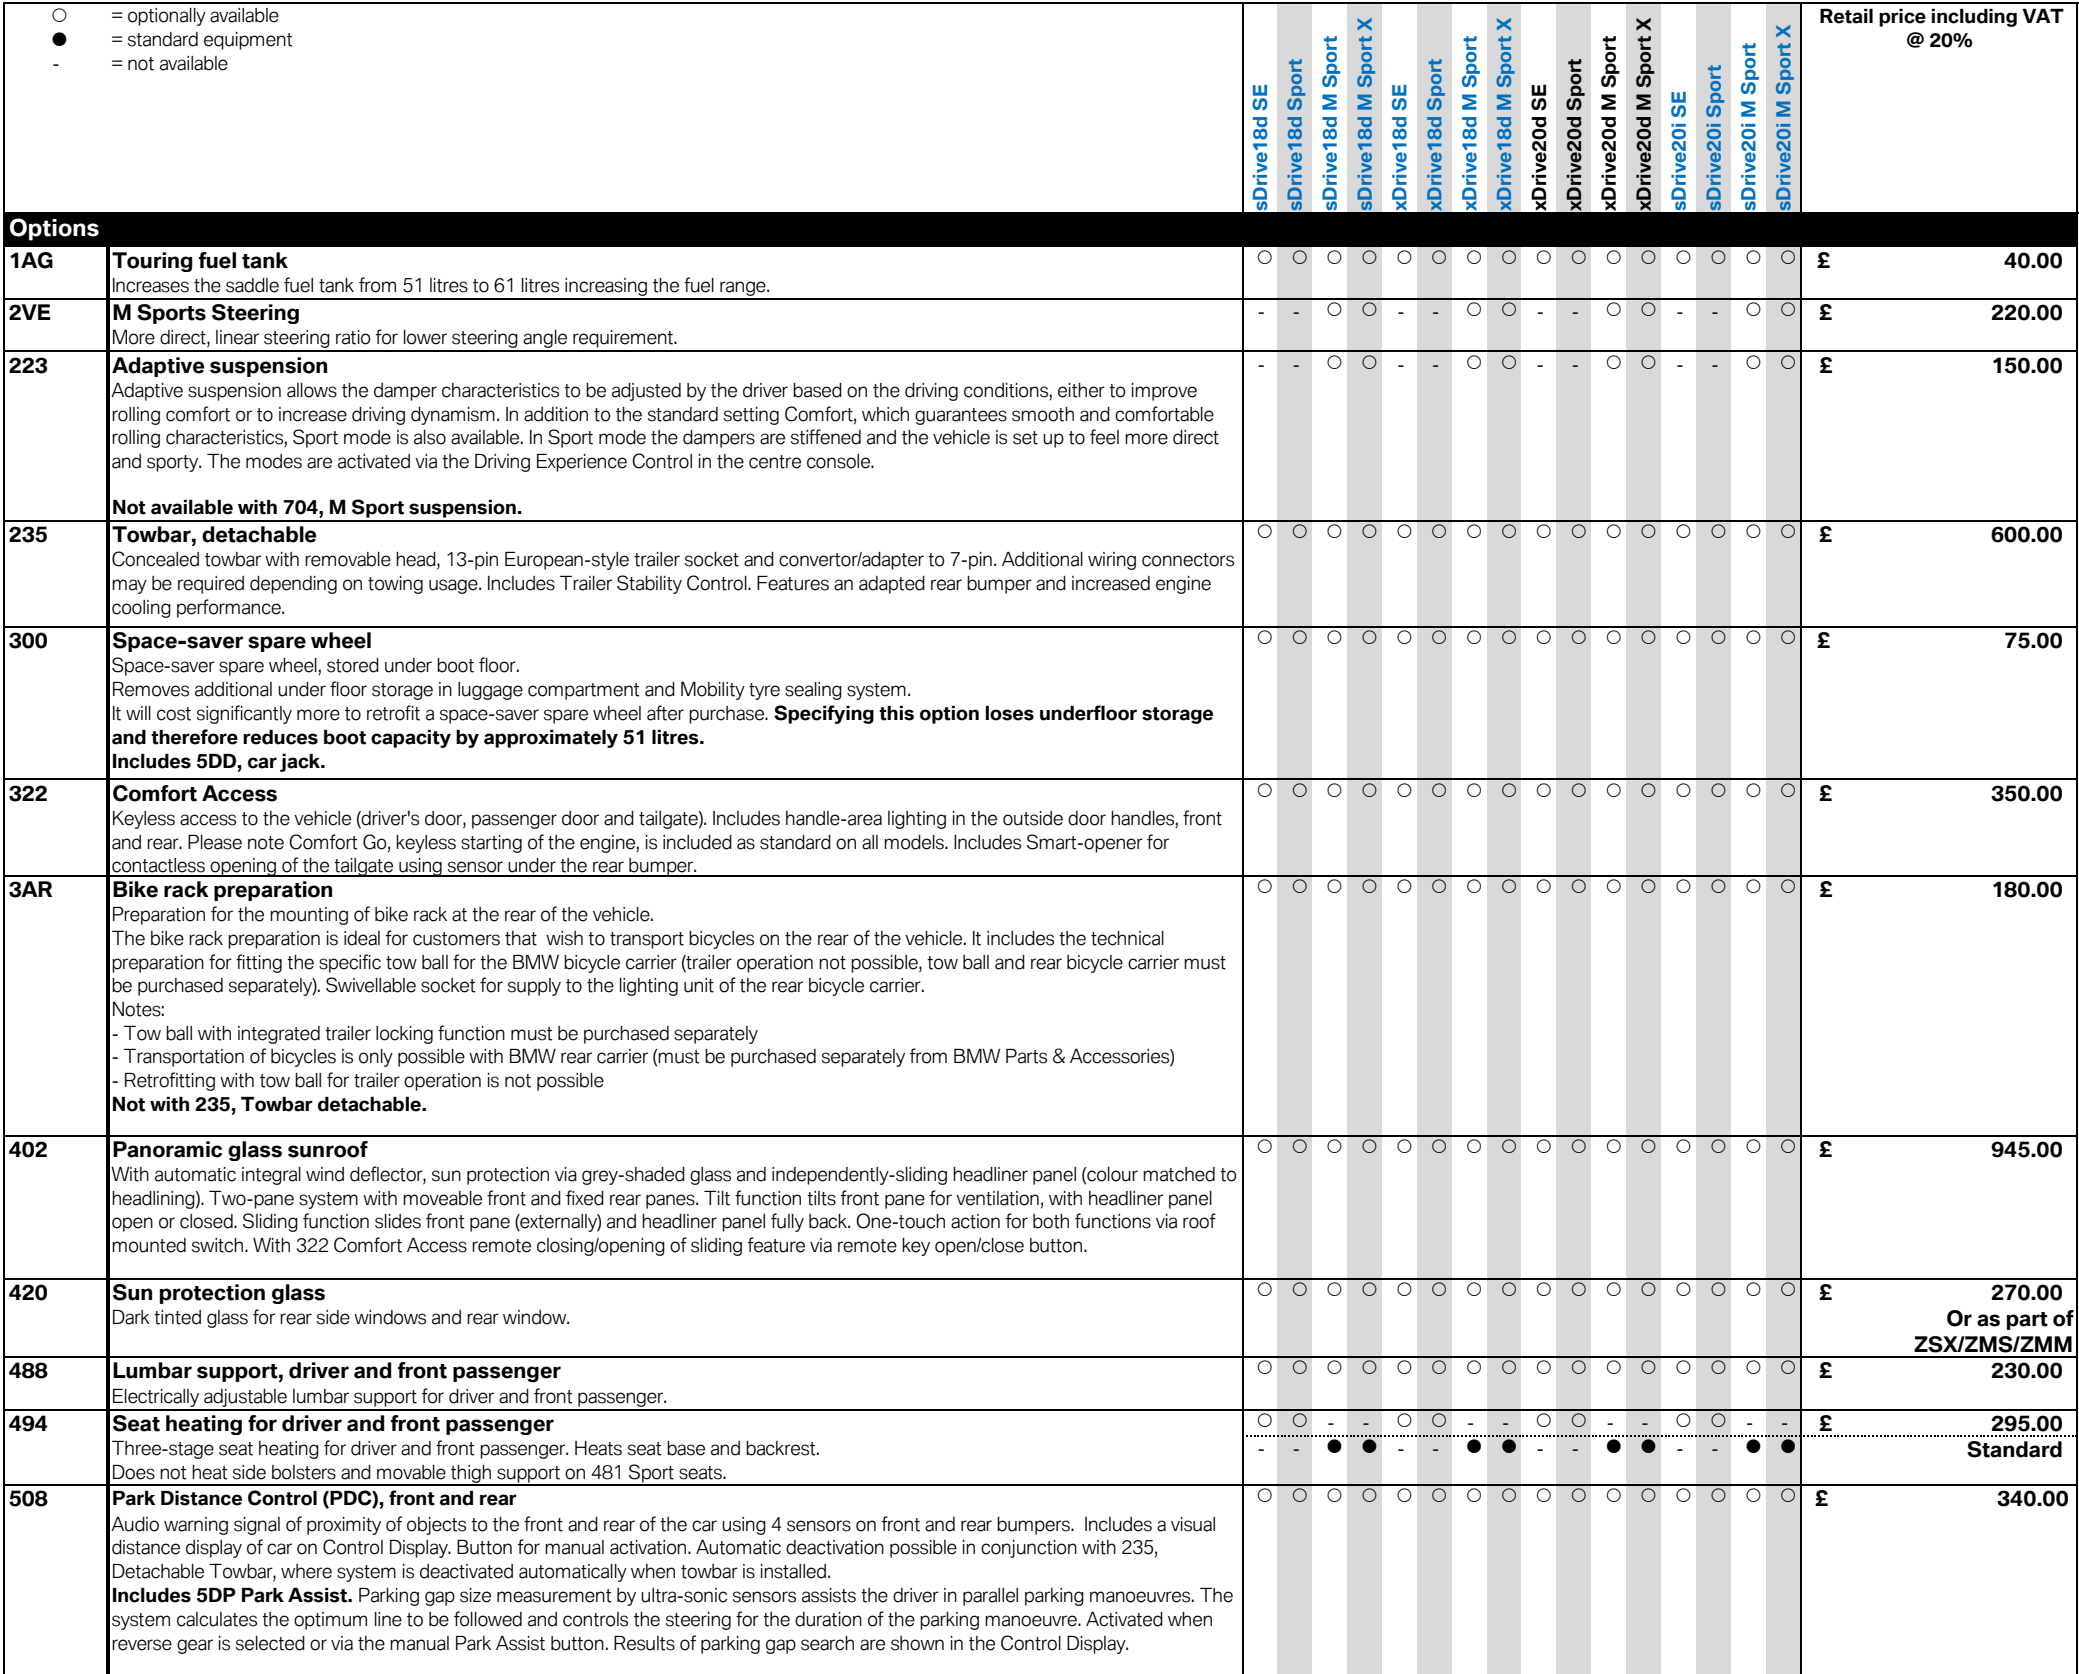 ○ = optionally available
● = standard equipment
- = not available
sDrive18d SE
sDrive18d Sport
sDrive18d M Sport
sDrive18d M Sport X
xDrive18d SE
xDrive18d Sport
xDrive18d M Sport
xDrive18d M Sport X
xDrive20d SE
xDrive20d Sport
xDrive20d M Sport
xDrive20d M Sport X
sDrive20i SE
sDrive20i Sport
sDrive20i M Sport
sDrive20i M Sport X
Retail price including VAT
@ 20%
Options
1AG Touring fuel tank ○ ○ ○ ○ ○ ○ ○ ○ ○ ○ ○ ○ ○ ○ ○ ○ £ 40.00
Increases the saddle fuel tank from 51 litres to 61 litres increasing the fuel range.
2VE M Sports Steering - - ○ ○ - - ○ ○ - - ○ ○ - - ○ ○ £ 220.00
More direct, linear steering ratio for lower steering angle requirement.
223 Adaptive suspension - - ○ ○ - - ○ ○ - - ○ ○ - - ○ ○ £ 150.00
Adaptive suspension allows the damper characteristics to be adjusted by the driver based on the driving conditions, either to improve
rolling comfort or to increase driving dynamism. In addition to the standard setting Comfort, which guarantees smooth and comfortable
rolling characteristics, Sport mode is also available. In Sport mode the dampers are stiffened and the vehicle is set up to feel more direct
and sporty. The modes are activated via the Driving Experience Control in the centre console.
Not available with 704, M Sport suspension.
235 Towbar, detachable ○ ○ ○ ○ ○ ○ ○ ○ ○ ○ ○ ○ ○ ○ ○ ○ £ 600.00
Concealed towbar with removable head, 13-pin European-style trailer socket and convertor/adapter to 7-pin. Additional wiring connectors
may be required depending on towing usage. Includes Trailer Stability Control. Features an adapted rear bumper and increased engine
cooling performance.
300 Space-saver spare wheel ○ ○ ○ ○ ○ ○ ○ ○ ○ ○ ○ ○ ○ ○ ○ ○ £ 75.00
Space-saver spare wheel, stored under boot floor.
Removes additional under floor storage in luggage compartment and Mobility tyre sealing system.
It will cost significantly more to retrofit a space-saver spare wheel after purchase. Specifying this option loses underfloor storage
and therefore reduces boot capacity by approximately 51 litres.
Includes 5DD, car jack.
322 Comfort Access ○ ○ ○ ○ ○ ○ ○ ○ ○ ○ ○ ○ ○ ○ ○ ○ £ 350.00
Keyless access to the vehicle (driver's door, passenger door and tailgate). Includes handle-area lighting in the outside door handles, front
and rear. Please note Comfort Go, keyless starting of the engine, is included as standard on all models. Includes Smart-opener for
contactless opening of the tailgate using sensor under the rear bumper.
3AR Bike rack preparation ○ ○ ○ ○ ○ ○ ○ ○ ○ ○ ○ ○ ○ ○ ○ ○ £ 180.00
Preparation for the mounting of bike rack at the rear of the vehicle.
The bike rack preparation is ideal for customers that wish to transport bicycles on the rear of the vehicle. It includes the technical
preparation for fitting the specific tow ball for the BMW bicycle carrier (trailer operation not possible, tow ball and rear bicycle carrier must
be purchased separately). Swivellable socket for supply to the lighting unit of the rear bicycle carrier.
Notes:
- Tow ball with integrated trailer locking function must be purchased separately
- Transportation of bicycles is only possible with BMW rear carrier (must be purchased separately from BMW Parts & Accessories)
- Retrofitting with tow ball for trailer operation is not possible
Not with 235, Towbar detachable.
402 Panoramic glass sunroof ○ ○ ○ ○ ○ ○ ○ ○ ○ ○ ○ ○ ○ ○ ○ ○ £ 945.00
With automatic integral wind deflector, sun protection via grey-shaded glass and independently-sliding headliner panel (colour matched to
headlining). Two-pane system with moveable front and fixed rear panes. Tilt function tilts front pane for ventilation, with headliner panel
open or closed. Sliding function slides front pane (externally) and headliner panel fully back. One-touch action for both functions via roof
mounted switch. With 322 Comfort Access remote closing/opening of sliding feature via remote key open/close button.
420 Sun protection glass ○ ○ ○ ○ ○ ○ ○ ○ ○ ○ ○ ○ ○ ○ ○ ○ £ 270.00
Dark tinted glass for rear side windows and rear window. Or as part of
ZSX/ZMS/ZMM
488 Lumbar support, driver and front passenger ○ ○ ○ ○ ○ ○ ○ ○ ○ ○ ○ ○ ○ ○ ○ ○ £ 230.00
Electrically adjustable lumbar support for driver and front passenger.
494 Seat heating for driver and front passenger ○ ○ - - ○ ○ - - ○ ○ - - ○ ○ - - £ 295.00
Three-stage seat heating for driver and front passenger. Heats seat base and backrest. - - ● ● - - ● ● - - ● ● - - ● ● Standard
Does not heat side bolsters and movable thigh support on 481 Sport seats.
508 Park Distance Control (PDC), front and rear ○ ○ ○ ○ ○ ○ ○ ○ ○ ○ ○ ○ ○ ○ ○ ○ £ 340.00
Audio warning signal of proximity of objects to the front and rear of the car using 4 sensors on front and rear bumpers. Includes a visual
distance display of car on Control Display. Button for manual activation. Automatic deactivation possible in conjunction with 235,
Detachable Towbar, where system is deactivated automatically when towbar is installed.
Includes 5DP Park Assist. Parking gap size measurement by ultra-sonic sensors assists the driver in parallel parking manoeuvres. The
system calculates the optimum line to be followed and controls the steering for the duration of the parking manoeuvre. Activated when
reverse gear is selected or via the manual Park Assist button. Results of parking gap search are shown in the Control Display.